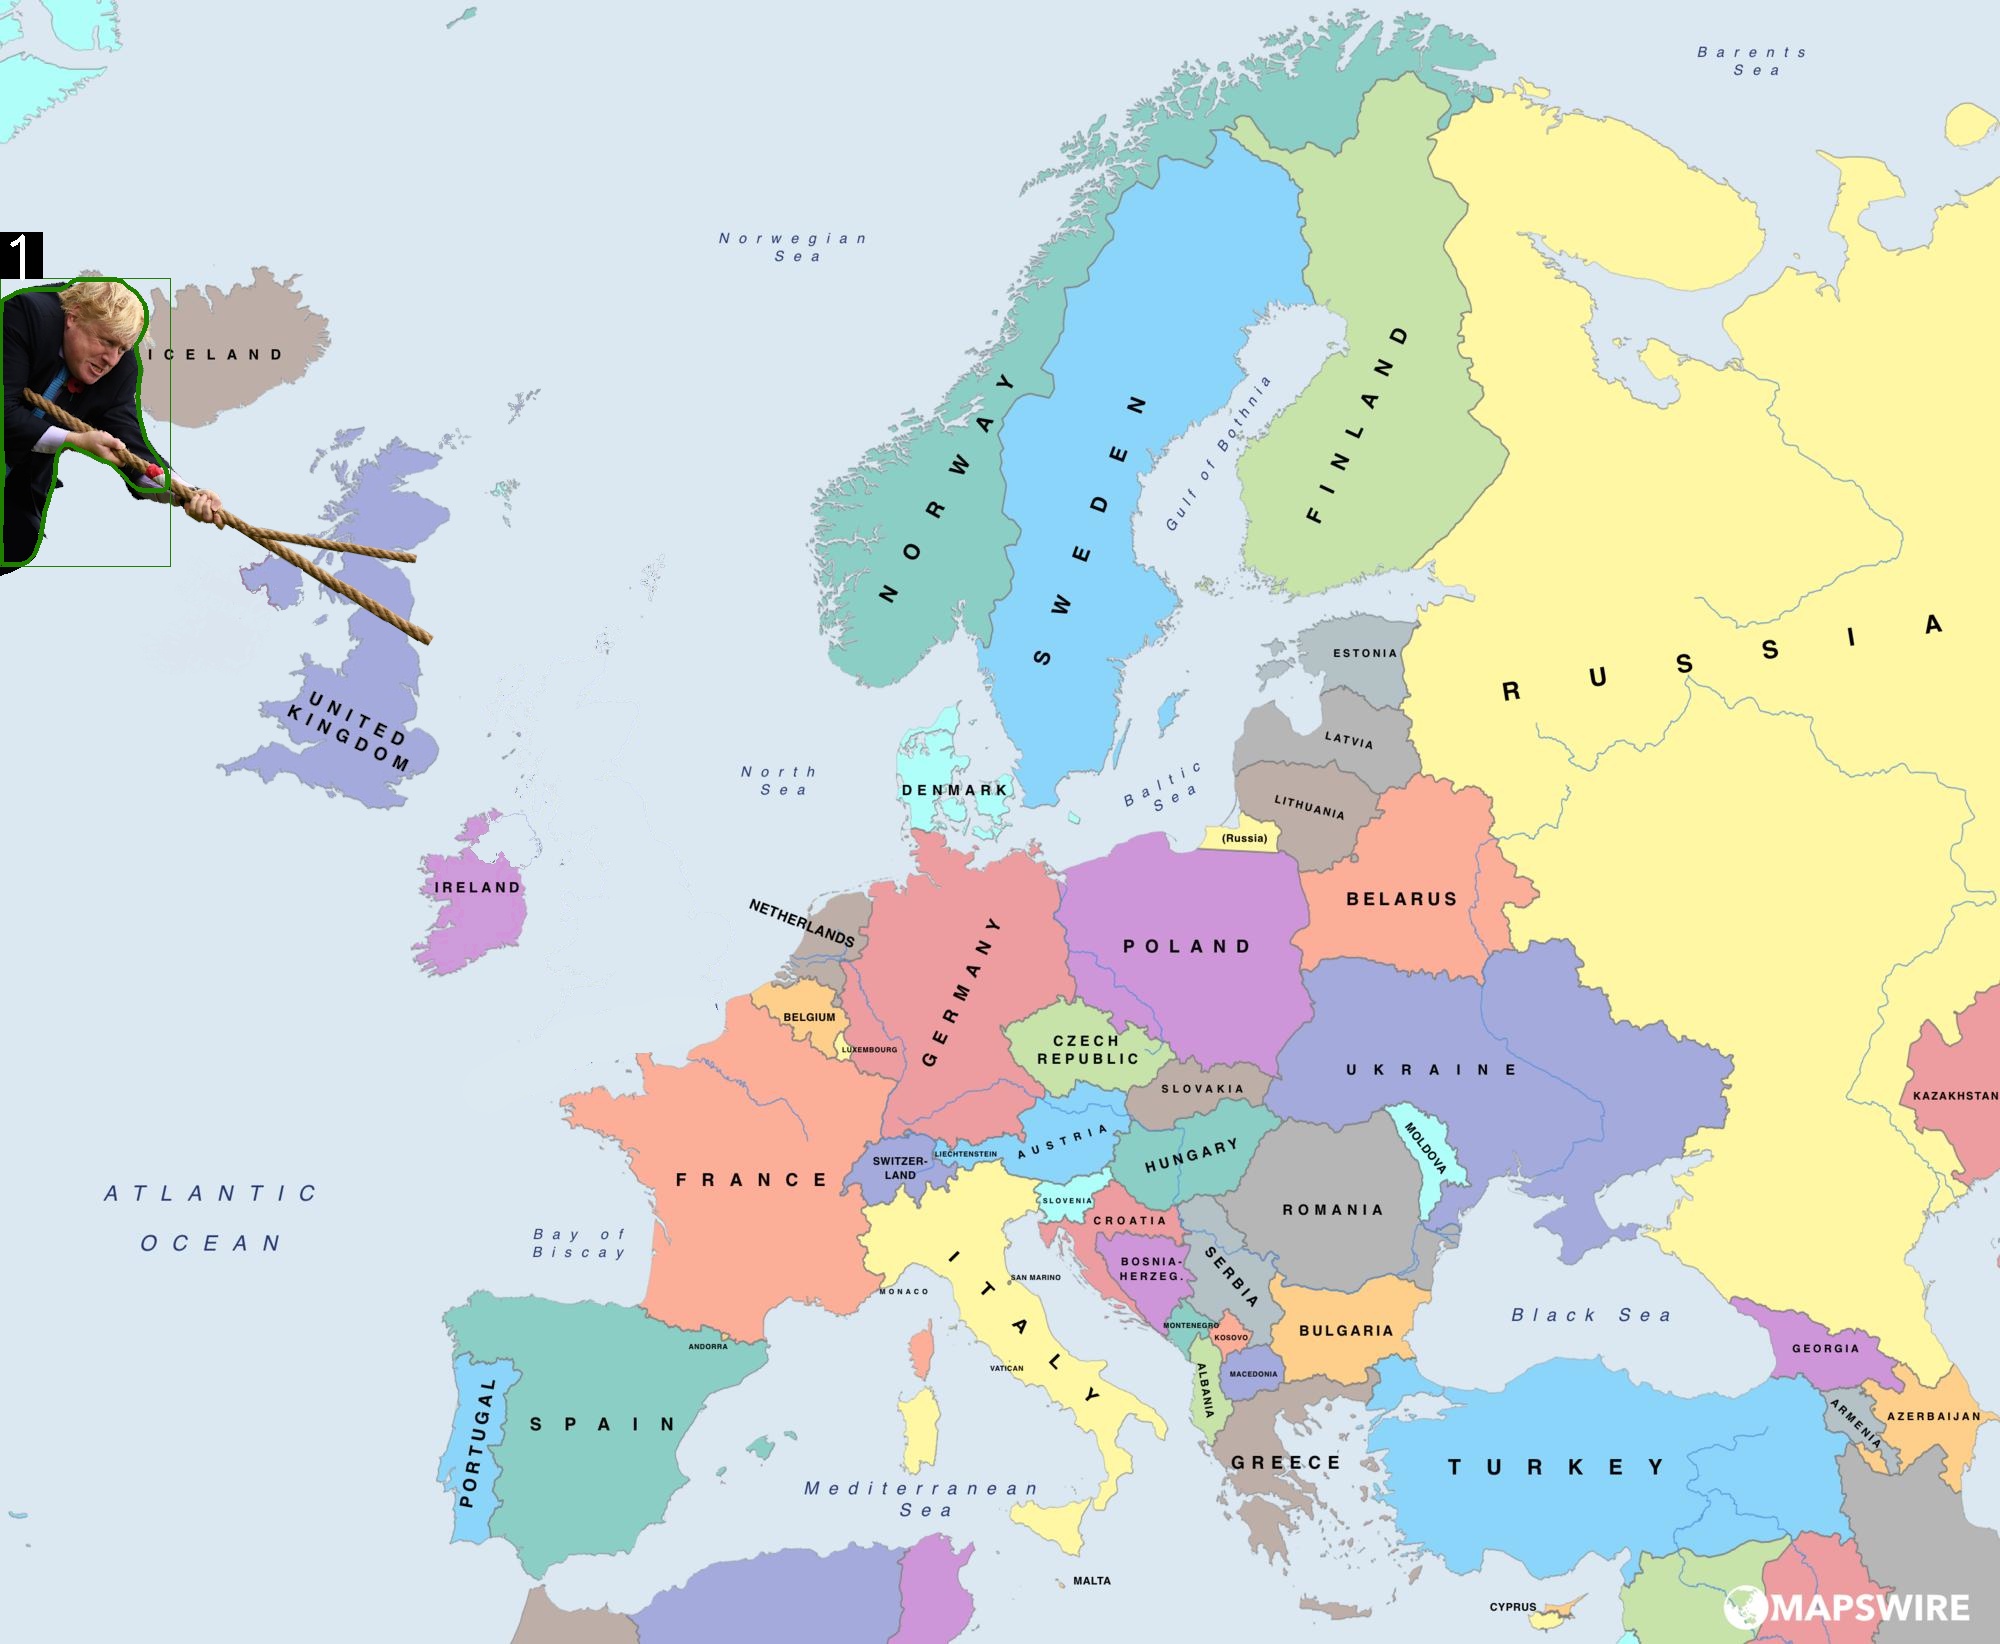 Barents
Sea
1
Norwegian
Sea
ICELAND
NORWAY
SWEDEN
FINLAND
Gulf of Bothnia
RUSSIA
ESTONIA
UNITED
KINGDOM
LATVIA
North
Sea
DENMARK
Baltic
Sea
LITHUANIA
(Russia)
IRELAND
NETHERLANDS
GERMANY
POLAND
BELARUS
BELGIUM
LUXEMBOURG
CZECH
REPUBLIC
SLOVAKIA
UKRAINE
KAZAKHSTAN
ATLANTIC
OCEAN
FRANCE
SWITZER-
LAND
LIECHTENSTEIN
AUSTRIA
HUNGARY
MOLDOVA
Bay of
Biscay
SLOVENIA
CROATIA
ROMANIA
ITALY
SAN MARINO
BOSNIA-
HERZEG.
SERBIA
MONACO
MONTENEGRO
KOSOVO
BULGARIA
Black Sea
GEORGIA
ANDORRA
VATICAN
ALBANIA
MACEDONIA
PORTUGAL
SPAIN
ARMENIA
AZERBAIJAN
Mediterranean
Sea
GREECE
TURKEY
MALTA
CYPRUS
MAPSWIRE